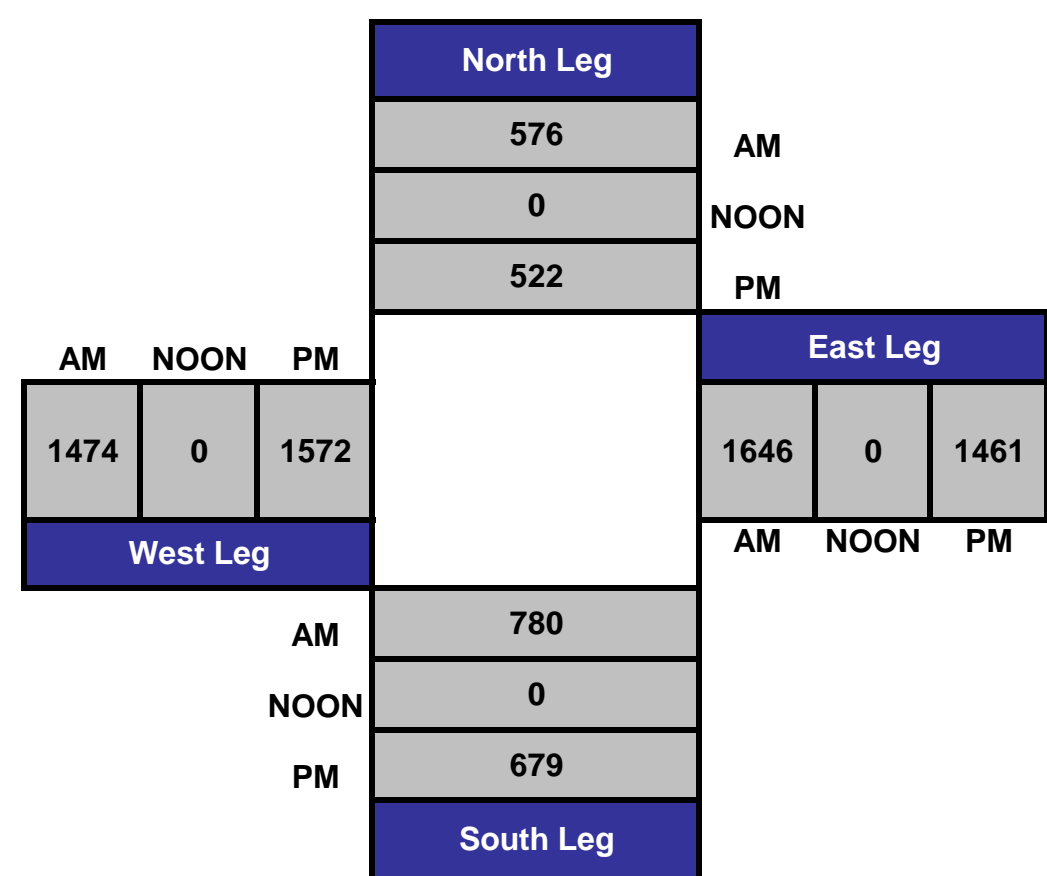 North Leg
576 AM
0 NOON
522 PM
AM NOON PM
East Leg
1474 0 1572
1646 0 1461
West Leg
AM NOON PM
AM 780
NOON 0
PM 679
South Leg